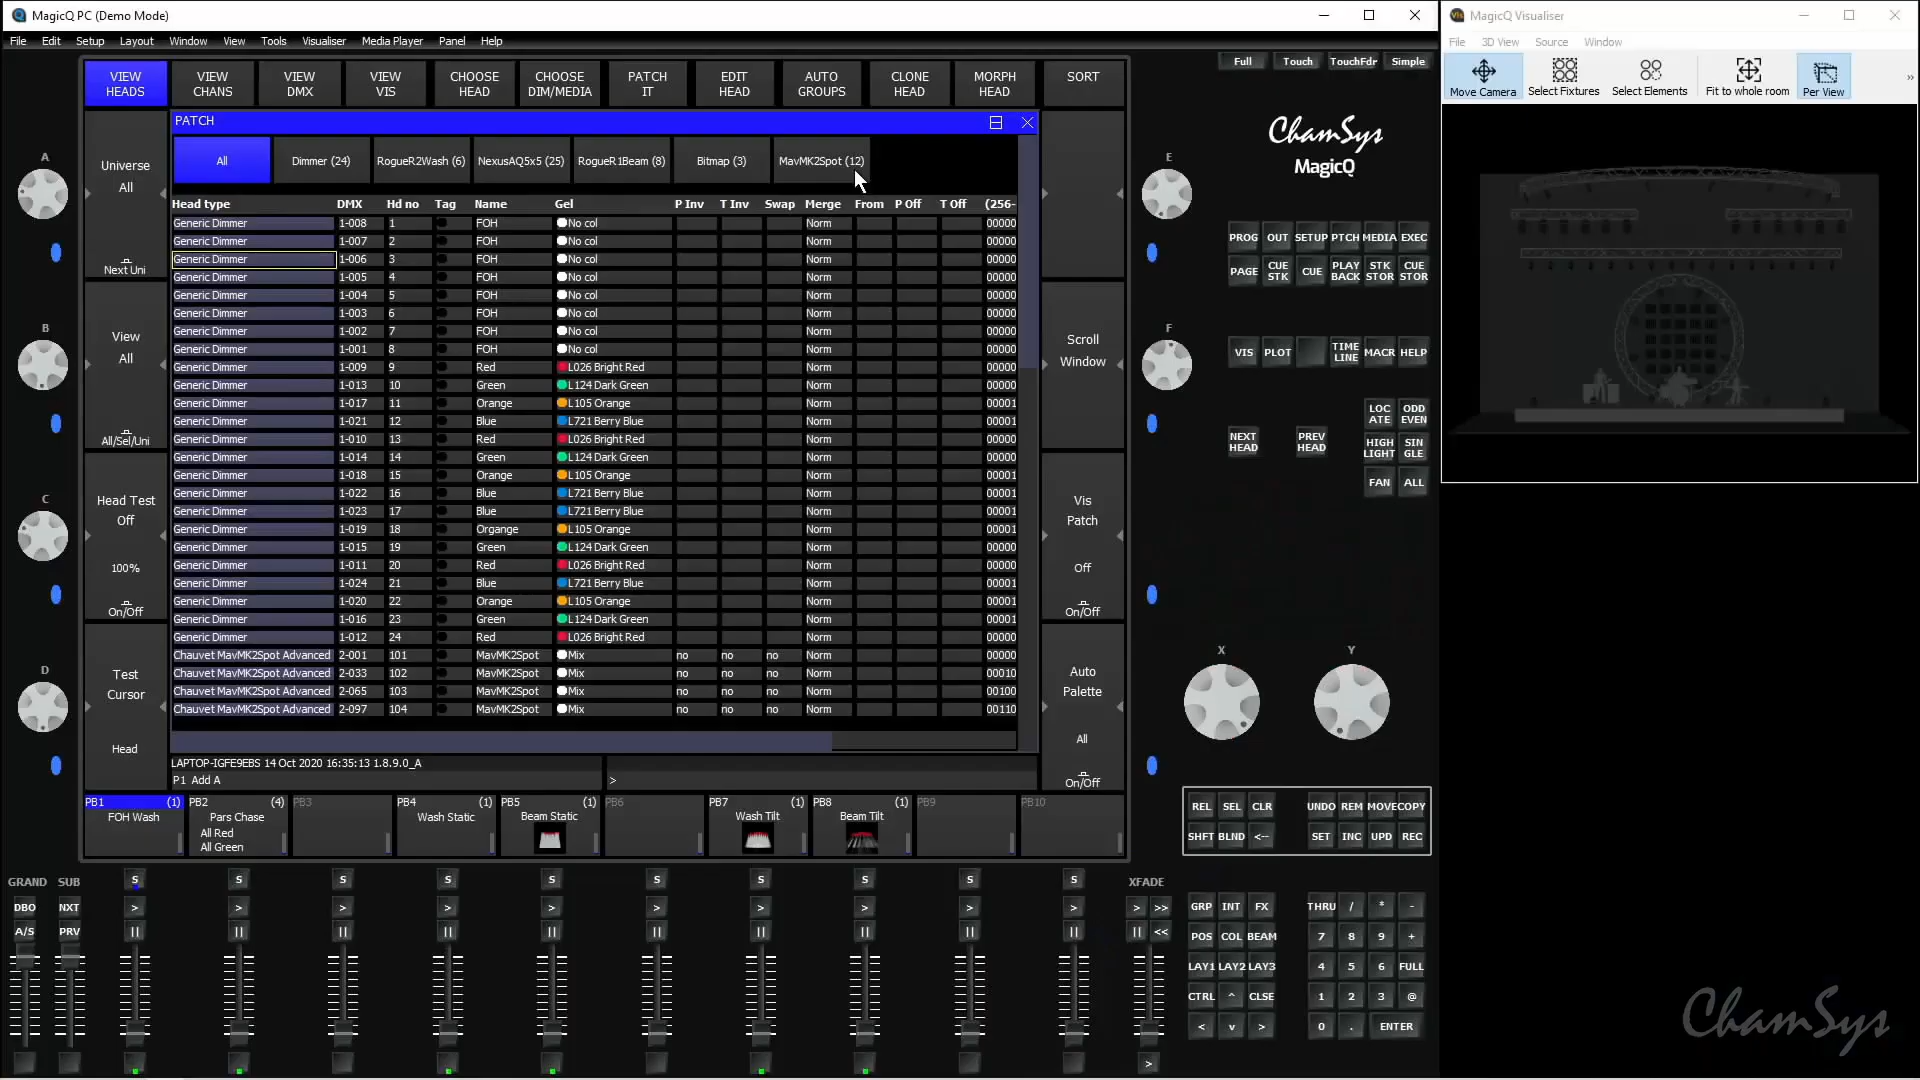 MagicQ PC (Demo Mode)
File Edit Setup Layout Window View Tools Visualiser Media Player Panel Help
VIEW HEADS
VIEW CHANS
VIEW DMX
VIEW VIS
CHOOSE HEAD
CHOOSE DIM/MEDIA
PATCH IT
EDIT HEAD
AUTO GROUPS
CLONE HEAD
MORPH HEAD
SORT
PATCH
All
Dimmer (24)
RogueR2Wash (6)
NexusAQ5x5 (25)
RogueR1Beam (8)
Bitmap (3)
MavMK2Spot (12)
Head type DMX Hd no Tag Name Gel P Inv T Inv Swap Merge From P Off T Off (256-
Generic Dimmer 1-008 1 FOH No col Norm 00000
Generic Dimmer 1-007 2 FOH No col Norm 00000
Generic Dimmer 1-006 3 FOH No col Norm 00000
Generic Dimmer 1-005 4 FOH No col Norm 00000
Generic Dimmer 1-004 5 FOH No col Norm 00000
Generic Dimmer 1-003 6 FOH No col Norm 00000
Generic Dimmer 1-002 7 FOH No col Norm 00000
Generic Dimmer 1-001 8 FOH No col Norm 00000
Generic Dimmer 1-009 9 Red L026 Bright Red Norm 00000
Generic Dimmer 1-013 10 Green L124 Dark Green Norm 00000
Generic Dimmer 1-017 11 Orange L105 Orange Norm 00001
Generic Dimmer 1-021 12 Blue L721 Berry Blue Norm 00001
Generic Dimmer 1-010 13 Red L026 Bright Red Norm 00000
Generic Dimmer 1-014 14 Green L124 Dark Green Norm 00000
Generic Dimmer 1-018 15 Orange L105 Orange Norm 00001
Generic Dimmer 1-022 16 Blue L721 Berry Blue Norm 00001
Generic Dimmer 1-023 17 Blue L721 Berry Blue Norm 00001
Generic Dimmer 1-019 18 Organge L105 Orange Norm 00001
Generic Dimmer 1-015 19 Green L124 Dark Green Norm 00000
Generic Dimmer 1-011 20 Red L026 Bright Red Norm 00000
Generic Dimmer 1-024 21 Blue L721 Berry Blue Norm 00001
Generic Dimmer 1-020 22 Orange L105 Orange Norm 00001
Generic Dimmer 1-016 23 Green L124 Dark Green Norm 00000
Generic Dimmer 1-012 24 Red L026 Bright Red Norm 00000
Chauvet MavMK2Spot Advanced 2-001 101 MavMK2Spot Mix no no no Norm 00000
Chauvet MavMK2Spot Advanced 2-033 102 MavMK2Spot Mix no no no Norm 00010
Chauvet MavMK2Spot Advanced 2-065 103 MavMK2Spot Mix no no no Norm 00100
Chauvet MavMK2Spot Advanced 2-097 104 MavMK2Spot Mix no no no Norm 00110
A
Universe
All
Next Uni
B
View
All
All/Sel/Uni
C
Head Test
Off
100%
On/Off
D
Test
Cursor
Head
Scroll
Window
Vis
Patch
Off
On/Off
Auto
Palette
All
On/Off
LAPTOP-IGFE9EBS 14 Oct 2020 16:35:13 1.8.9.0_A
P1 Add A
>
PB1 (1)
FOH Wash
PB2 (4)
Pars Chase
All Red
All Green
PB3
PB4 (1)
Wash Static
PB5 (1)
Beam Static
PB6
PB7 (1)
Wash Tilt
PB8 (1)
Beam Tilt
PB9
PB10
GRAND SUB
DBO NXT
A/S PRV
S S S S S S S S S S
> > > > > > > > > >
XFADE
> >>
<<
>
Full Touch TouchFdr Simple
ChamSys
MagicQ
E
F
PROG OUT SETUP PTCH MEDIA EXEC
PAGE CUE STK CUE PLAY BACK STK STOR CUE STOR
VIS PLOT TIME LINE MACR HELP
LOC ATE ODD EVEN
NEXT HEAD PREV HEAD HIGH LIGHT SIN GLE
FAN ALL
X Y
REL SEL CLR UNDO REM MOVE COPY
SHFT BLND <-- SET INC UPD REC
GRP INT FX THRU / * -
POS COL BEAM 7 8 9 +
LAY1 LAY2 LAY3 4 5 6 FULL
CTRL ^ CLSE 1 2 3 @
< v > 0 . ENTER
MagicQ Visualiser
File 3D View Source Window
Move Camera Select Fixtures Select Elements Fit to whole room Per View »
ChamSys